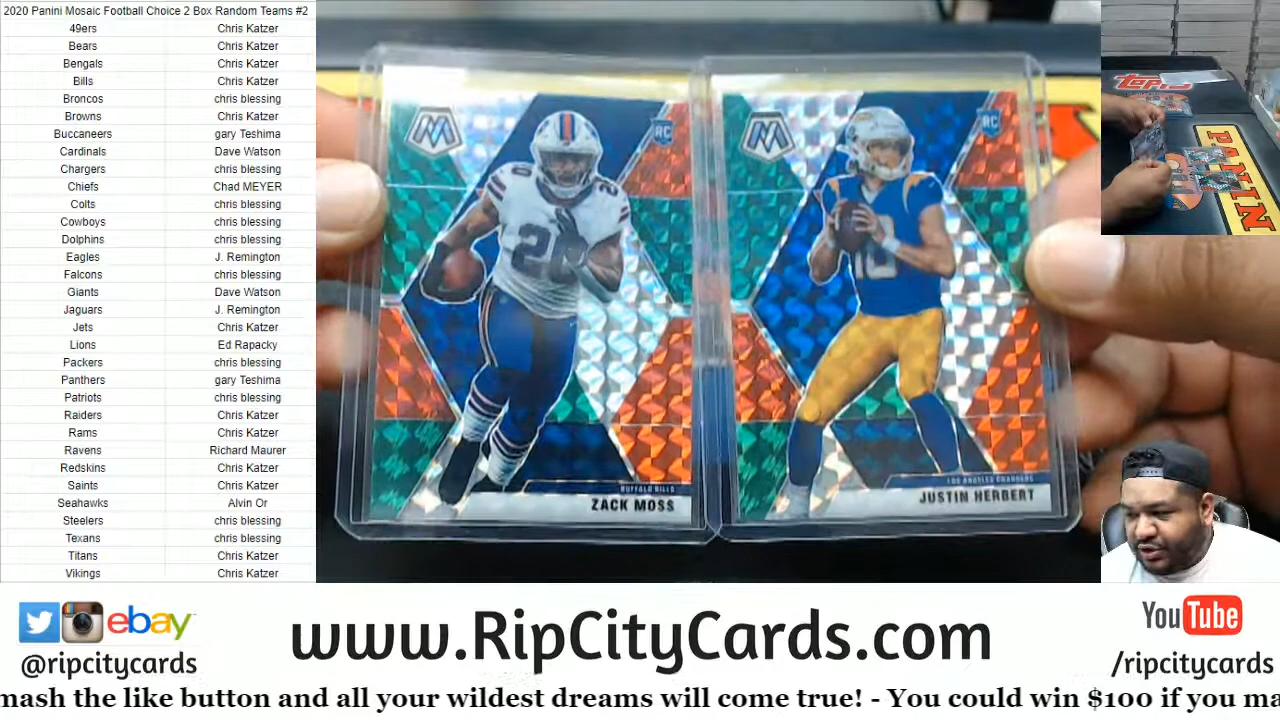 2020 Panini Mosaic Football Choice 2 Box Random Teams #2
49ers Chris Katzer
Bears Chris Katzer
Bengals Chris Katzer
Bills Chris Katzer
Broncos chris blessing
Browns Chris Katzer
Buccaneers gary Teshima
Cardinals Dave Watson
Chargers chris blessing
Chiefs Chad MEYER
Colts chris blessing
Cowboys chris blessing
Dolphins chris blessing
Eagles J. Remington
Falcons chris blessing
Giants Dave Watson
Jaguars J. Remington
Jets Chris Katzer
Lions Ed Rapacky
Packers chris blessing
Panthers gary Teshima
Patriots chris blessing
Raiders Chris Katzer
Rams Chris Katzer
Ravens Richard Maurer
Redskins Chris Katzer
Saints Chris Katzer
Seahawks Alvin Or
Steelers chris blessing
Texans chris blessing
Titans Chris Katzer
Vikings Chris Katzer
RC
20
BUFFALO BILLS
ZACK MOSS
RC
10
LOS ANGELES CHARGERS
JUSTIN HERBERT
TOPPS
PANINI
ebay
@ripcitycards
www.RipCityCards.com
YouTube
/ripcitycards
mash the like button and all your wildest dreams will come true! - You could win $100 if you ma